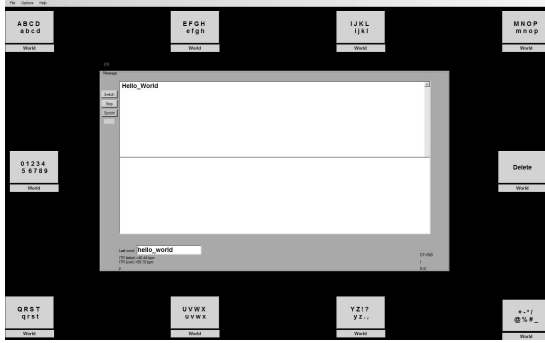 File Options Help
ABCD
abcd
World
EFGH
efgh
World
IJKL
ijkl
World
MNOP
mnop
World
Message
Hello_World
Switch
Stop
Speech
01234
56789
World
Delete
World
Last word: hello_world
QRST
qrst
World
UVWX
uvwx
World
YZ!?
yz.,
World
+-*/
@%#_
World